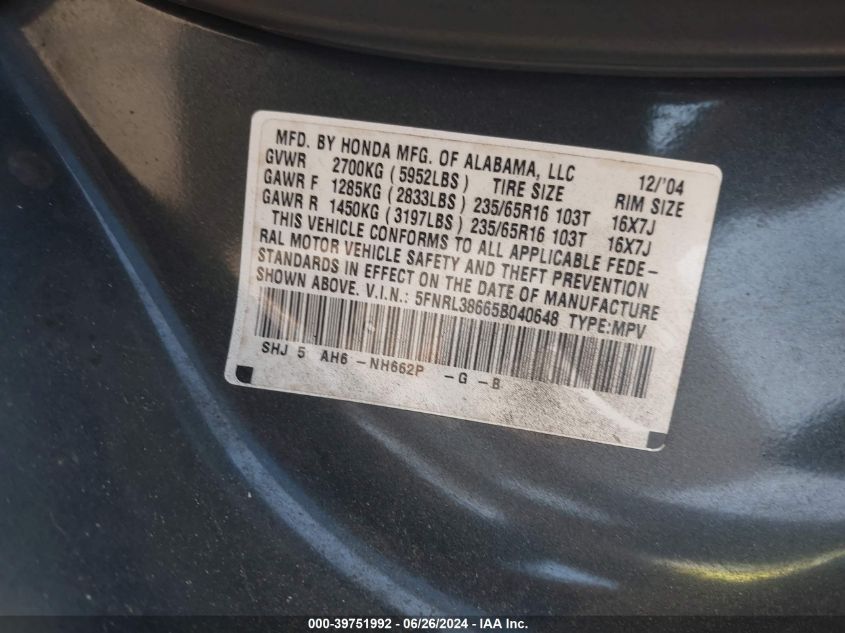 MFD. BY HONDA MFG. OF ALABAMA, LLC 12/'04
GVWR 2700KG (5952LBS) TIRE SIZE RIM SIZE
GAWR F 1285KG (2833LBS) 235/65R16 103T 16X7J
GAWR R 1450KG (3197LBS) 235/65R16 103T 16X7J
THIS VEHICLE CONFORMS TO ALL APPLICABLE FEDE-
RAL MOTOR VEHICLE SAFETY AND THEFT PREVENTION
STANDARDS IN EFFECT ON THE DATE OF MANUFACTURE
SHOWN ABOVE. V.I.N.: 5FNRL38665B040648 TYPE:MPV
SHJ 5 AH6 -NH662P -G -B
000-39751992 - 06/26/2024 - IAA Inc.